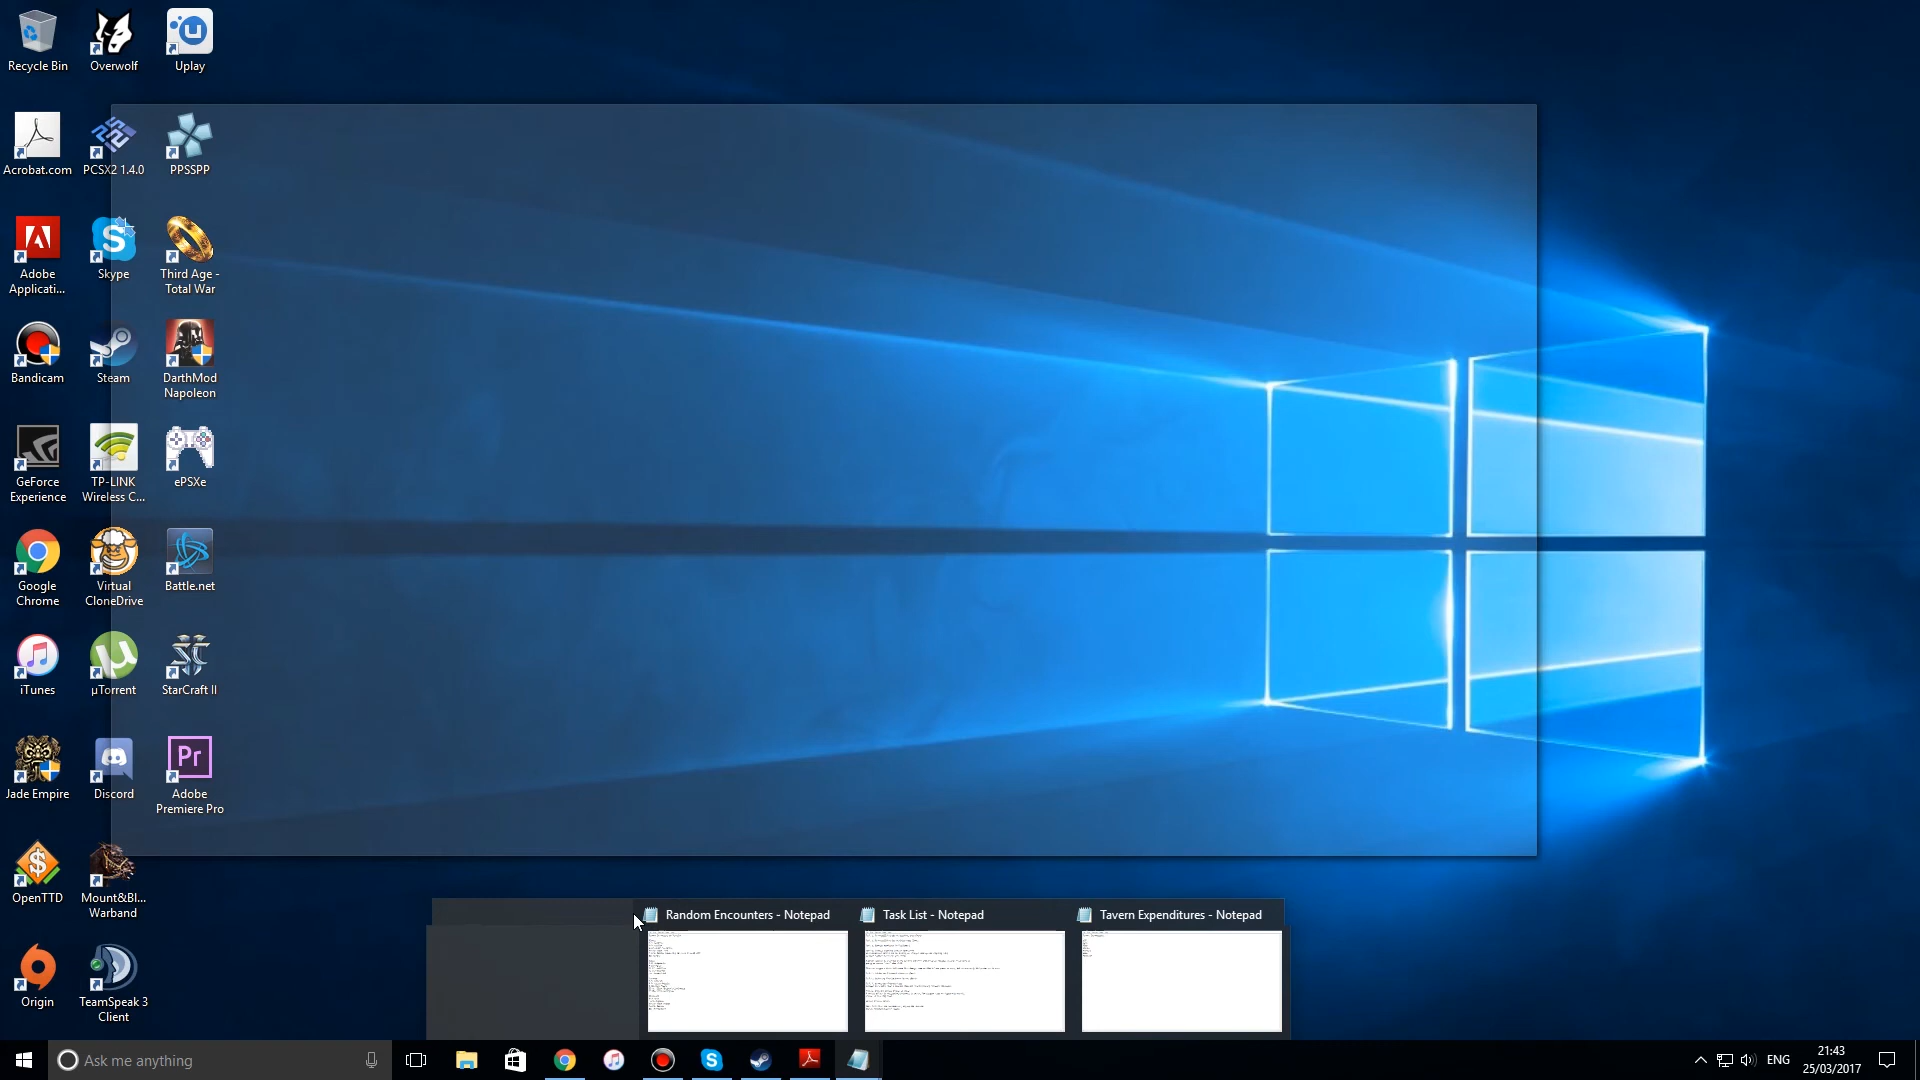 Recycle Bin
Overwolf
Uplay
Acrobat.com
PCSX2 1.4.0
PPSSPP
Adobe
Applicati...
Skype
Third Age -
Total War
Bandicam
Steam
DarthMod
Napoleon
GeForce
Experience
TP-LINK
Wireless C...
ePSXe
Google
Chrome
Virtual
CloneDrive
Battle.net
iTunes
µTorrent
StarCraft II
Jade Empire
Discord
Pr
Adobe
Premiere Pro
OpenTTD
Mount&Bl...
Warband
Origin
TeamSpeak 3
Client
Random Encounters - Notepad
Task List - Notepad
Tavern Expenditures - Notepad
Ask me anything
ENG
21:43
25/03/2017